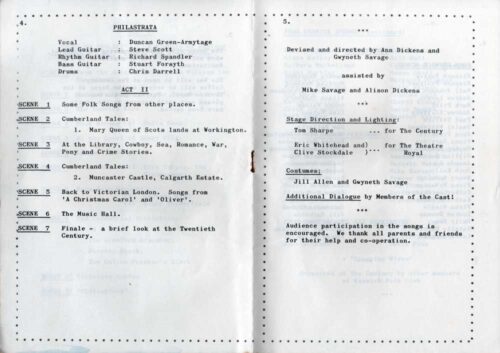 4.
PHILASTRATA
Vocal : Duncan Green-Armytage
Lead Guitar : Steve Scott
Rhythm Guitar : Richard Spandler
Bass Guitar : Stuart Forsyth
Drums : Chris Darrell
ACT II
SCENE 1 Some Folk Songs from other places.
SCENE 2 Cumberland Tales:
1. Mary Queen of Scots lands at Workington.
SCENE 3 At the Library, Cowboy, Sea, Romance, War,
Pony and Crime Stories.
SCENE 4 Cumberland Tales:
2. Muncaster Castle, Calgarth Estate.
SCENE 5 Back to Victorian London. Songs from
'A Christmas Carol' and 'Oliver'.
SCENE 6 The Music Hall.
SCENE 7 Finale - a brief look at the Twentieth
Century.
5.
Devised and directed by Ann Dickens and
Gwyneth Savage
assisted by
Mike Savage and Alison Dickens
***
Stage Direction and Lighting:
Tom Sharpe ... for The Century
Eric Whitehead and) for The Theatre
Clive Stockdale )... Royal
Costumes:
Jill Allen and Gwyneth Savage
Additional Dialogue by Members of the Cast!
***
Audience participation in the songs is
encouraged. We thank all parents and friends
for their help and co-operation.